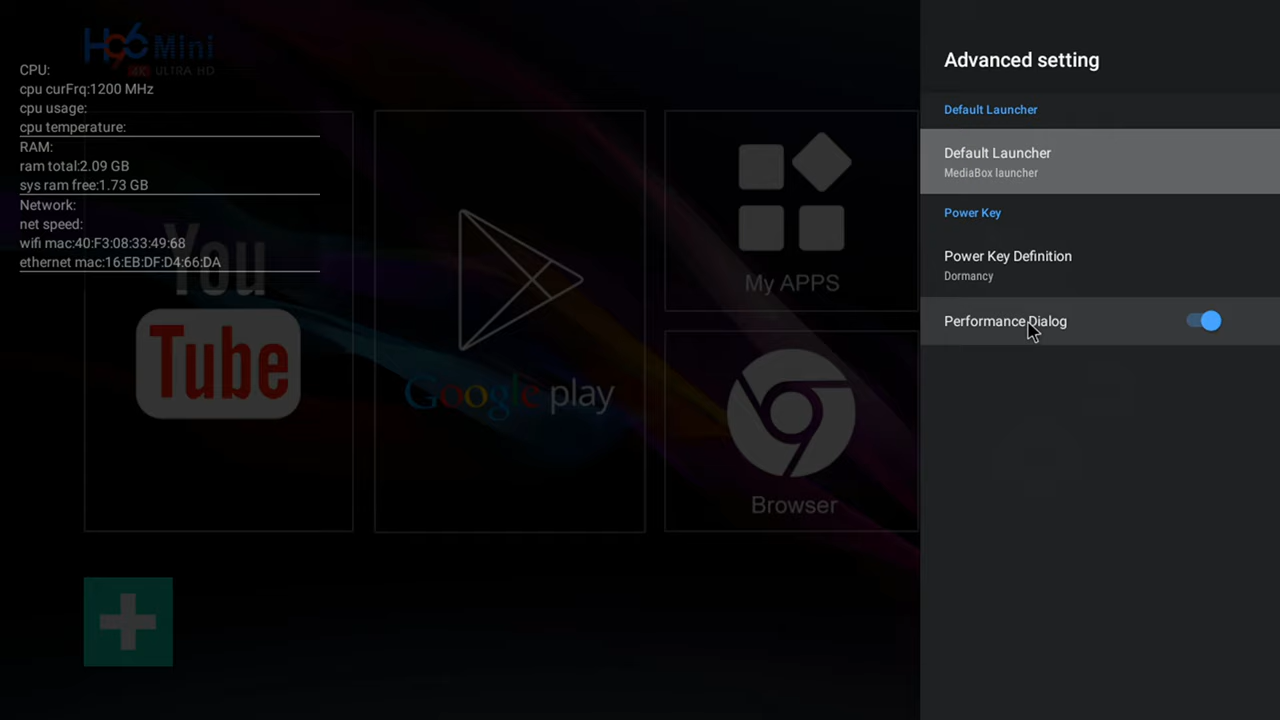 H96 Mini
4K ULTRA HD
CPU:
cpu curFrq:1200 MHz
cpu usage:
cpu temperature:
RAM:
ram total:2.09 GB
sys ram free:1.73 GB
Network:
net speed:
wifi mac:40:F3:08:33:49:68
ethernet mac:16:EB:DF:D4:66:DA
You
Tube
Google play
My APPS
Browser
Advanced setting
Default Launcher
Default Launcher
MediaBox launcher
Power Key
Power Key Definition
Dormancy
Performance Dialog